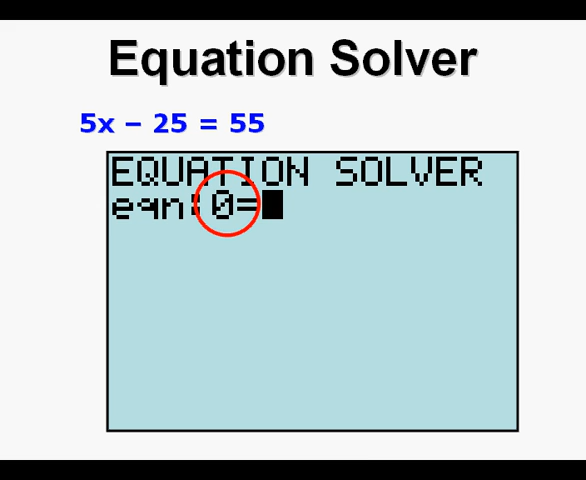 Equation Solver
5x − 25 = 55
EQUATION SOLVER
eqn:0=